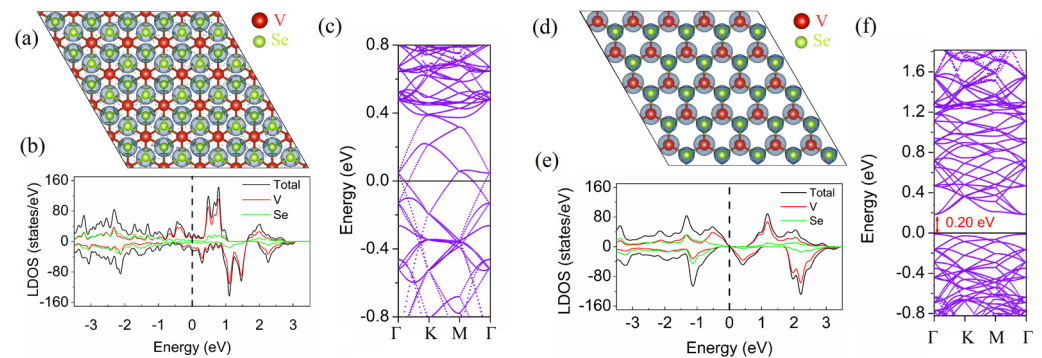 (a)
V
Se
(b)
160
80
0
-80
-160
LDOS (states/eV)
Total
V
Se
-3 -2 -1 0 1 2 3
Energy (eV)
(c)
0.8
0.4
0.0
-0.4
-0.8
Energy (eV)
Γ K M Γ
(d)
V
Se
(e)
160
80
0
-80
-160
LDOS (states/eV)
Total
V
Se
-3 -2 -1 0 1 2 3
Energy (eV)
(f)
1.6
1.2
0.8
0.4
0.0
-0.4
-0.8
Energy (eV)
0.20 eV
Γ K M Γ